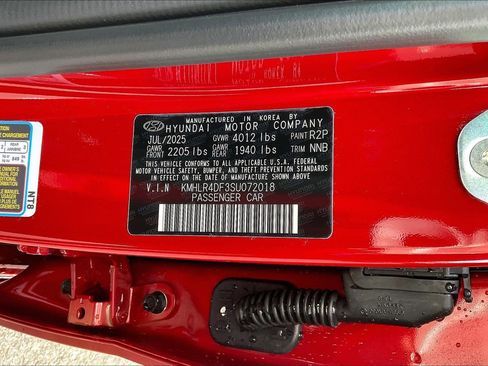 MANUFACTURED IN KOREA BY
HYUNDAI MOTOR COMPANY
JUL/2025 GVWR 4012 lbs PAINT R2P
GAWR FRONT 2205 lbs GAWR REAR 1940 lbs TRIM NNB
THIS VEHICLE CONFORMS TO ALL APPLICABLE U.S.A. FEDERAL
MOTOR VEHICLE SAFETY, BUMPER, AND THEFT PREVENTION
STANDARDS IN EFFECT ON THE DATE OF MANUFACTURE SHOWN ABOVE.
V.I.N KMHLR4DF3SU072018
PASSENGER CAR
NT8